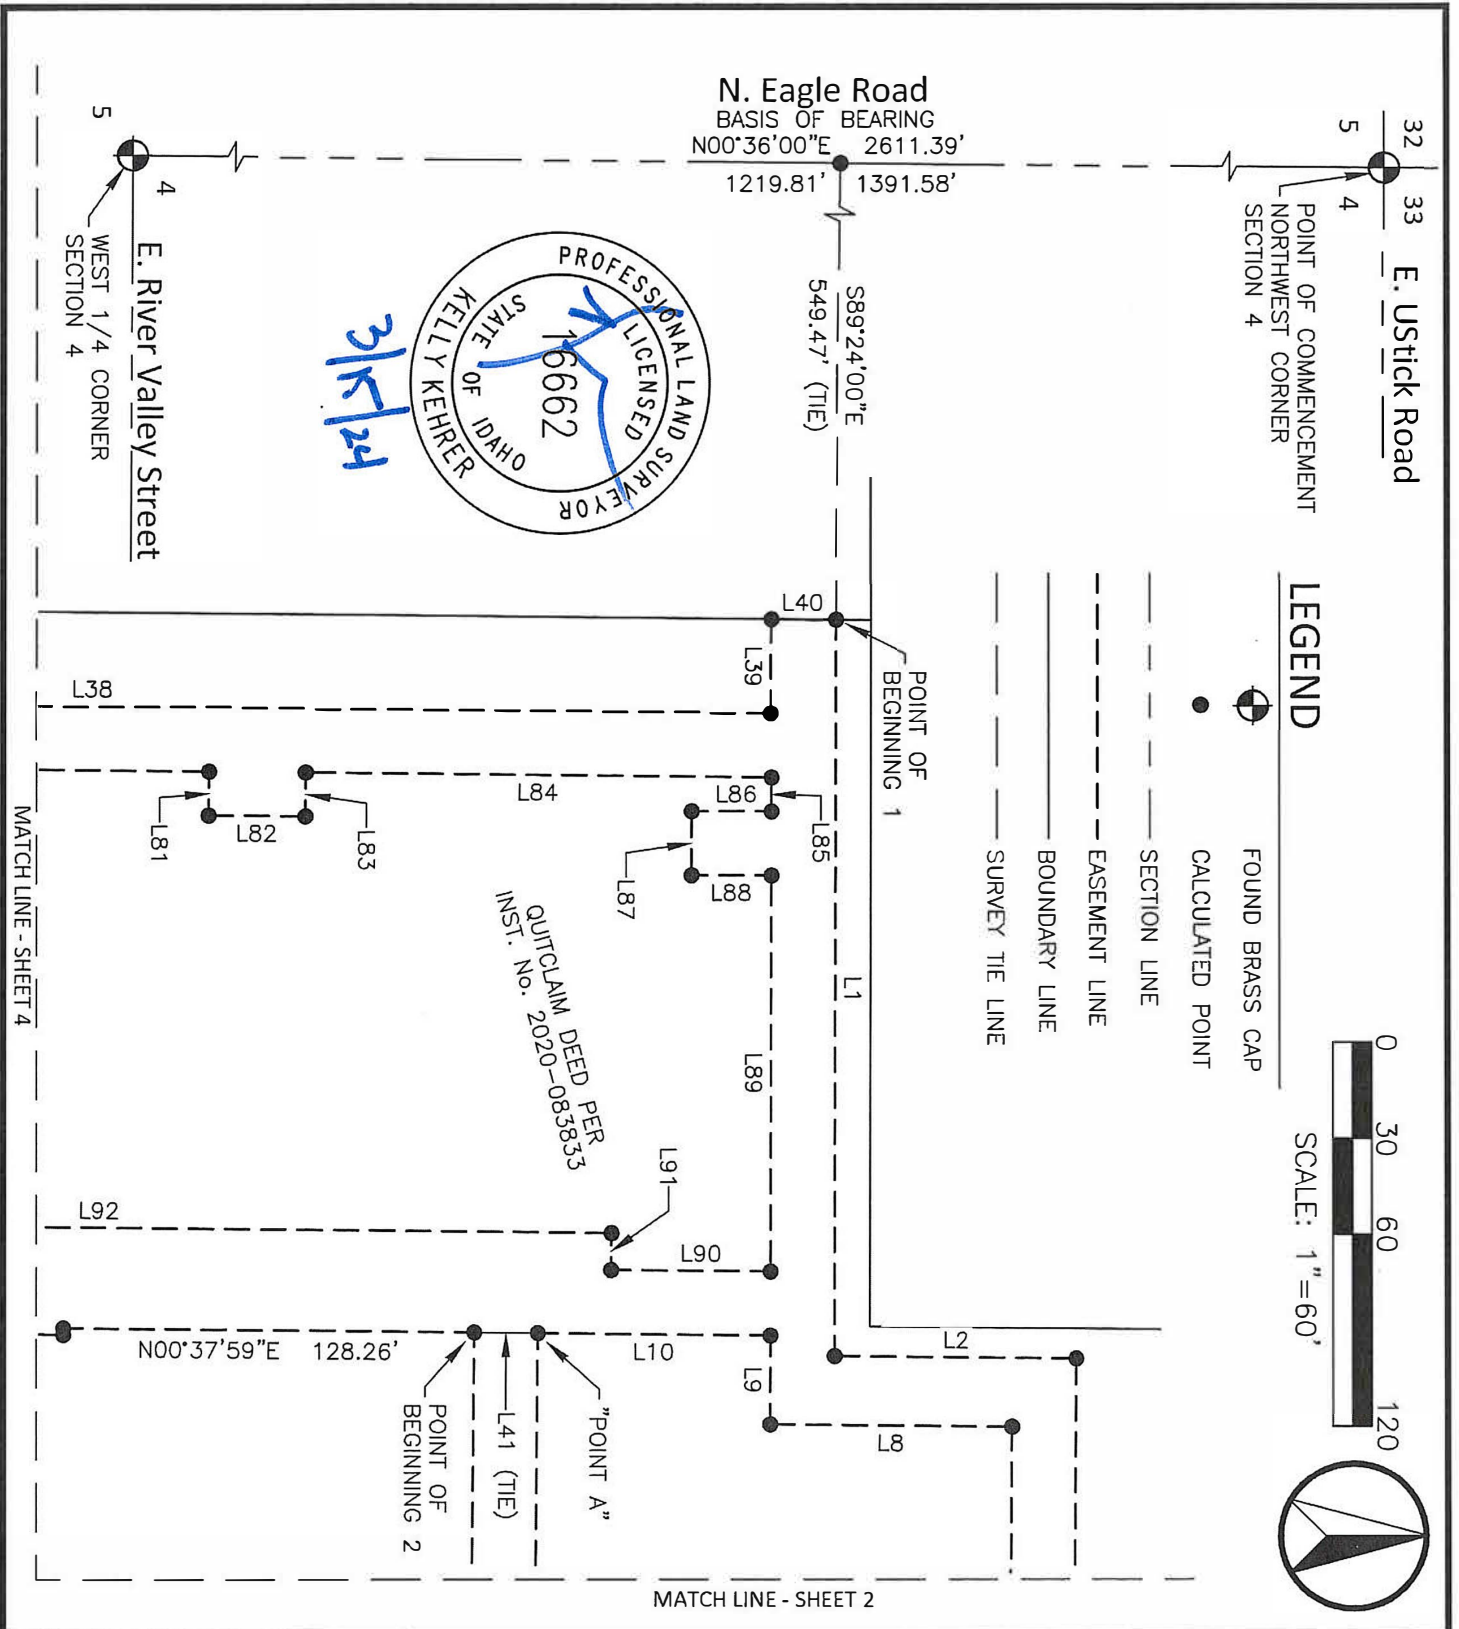 N. Eagle Road
BASIS OF BEARING
N00°36'00"E 2611.39'
1219.81' 1391.58'
32 33
5 4
E. UStick Road
POINT OF COMMENCEMENT
NORTHWEST CORNER
SECTION 4
5 4
E. River Valley Street
WEST 1/4 CORNER
SECTION 4
S89°24'00"E
549.47' (TIE)
PROFESSIONAL LAND SURVEYOR
LICENSED
16662
STATE OF IDAHO
KELLY KEHRER
3/15/24
LEGEND
FOUND BRASS CAP
CALCULATED POINT
SECTION LINE
EASEMENT LINE
BOUNDARY LINE
SURVEY TIE LINE
0 30 60 120
SCALE: 1"=60'
POINT OF
BEGINNING 1
L40
L39
L38
L1
L81
L82
L83
L84
L85
L86
L87
L88
L89
QUITCLAIM DEED PER
INST. No. 2020-083833
L91
L90
L92
L2
L8
L9
L10
"POINT A"
L41 (TIE)
POINT OF
BEGINNING 2
N00°37'59"E 128.26'
MATCH LINE - SHEET 4
MATCH LINE - SHEET 2